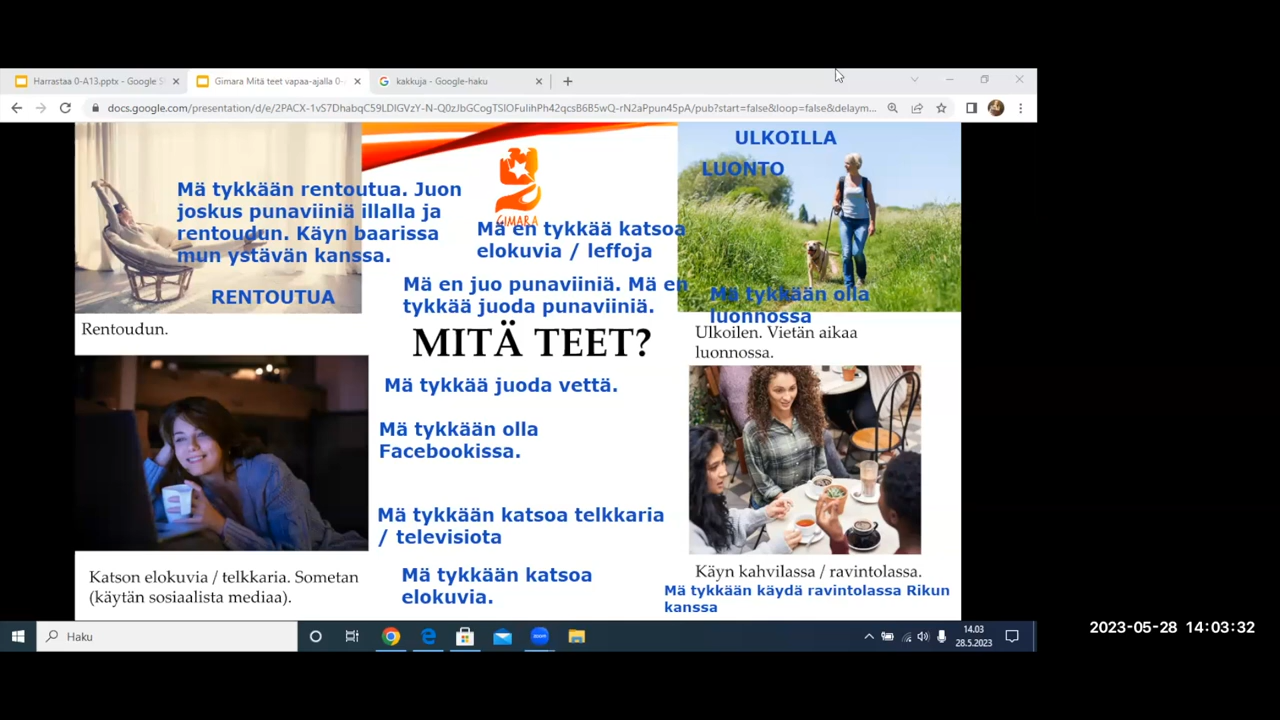 Harrastaa 0-A13.pptx - Google S
Gimara Mitä teet vapaa-ajalla 0-
kakkuja - Google-haku
docs.google.com/presentation/d/e/2PACX-1vS7DhabqC59LDlGVzY-N-Q0zJbGCogTSlOFulihPh42qcsB6B5wQ-rN2aPpun45pA/pub?start=false&loop=false&delaym...
ULKOILLA
LUONTO
Mä tykkään rentoutua. Juon
joskus punaviiniä illalla ja
rentoudun. Käyn baarissa
mun ystävän kanssa.
RENTOUTUA
GIMARA
Mä en tykkää katsoa
elokuvia / leffoja
Mä en juo punaviiniä. Mä en
tykkää juoda punaviiniä.
Mä tykkään olla
luonnossa
Rentoudun.
MITÄ TEET?
Ulkoilen. Vietän aikaa
luonnossa.
Mä tykkää juoda vettä.
Mä tykkään olla
Facebookissa.
Mä tykkään katsoa telkkaria
/ televisiota
Katson elokuvia / telkkaria. Sometan
(käytän sosiaalista mediaa).
Mä tykkään katsoa
elokuvia.
Käyn kahvilassa / ravintolassa.
Mä tykkään käydä ravintolassa Rikun
kanssa
Haku
zoom
14.03
28.5.2023
2023-05-28 14:03:32